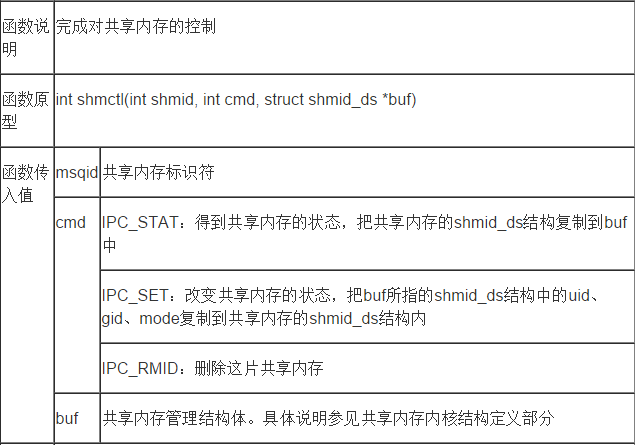 函数说
明
完成对共享内存的控制
函数原
型
int shmctl(int shmid, int cmd, struct shmid_ds *buf)
函数传
入值
msqid
共享内存标识符
cmd
IPC_STAT：得到共享内存的状态，把共享内存的shmid_ds结构复制到buf
中
IPC_SET：改变共享内存的状态，把buf所指的shmid_ds结构中的uid、
gid、mode复制到共享内存的shmid_ds结构内
IPC_RMID：删除这片共享内存
buf
共享内存管理结构体。具体说明参见共享内存内核结构定义部分